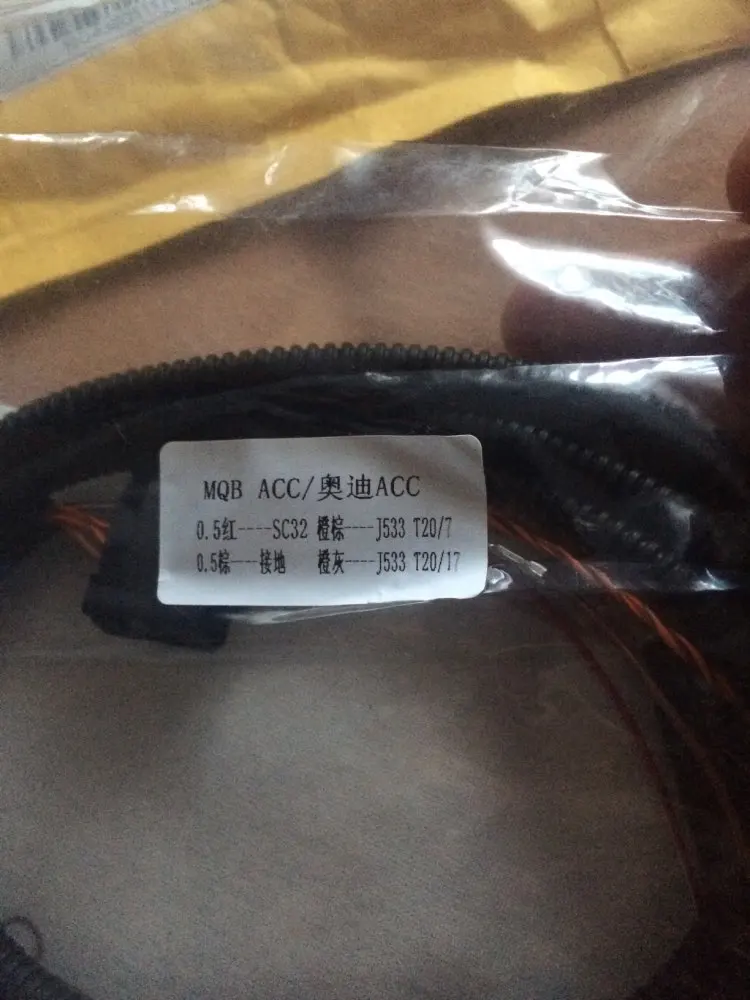 MQB ACC/奥迪ACC
0.5红----SC32 橙棕----J533 T20/7
0.5棕---接地 橙灰----J533 T20/17